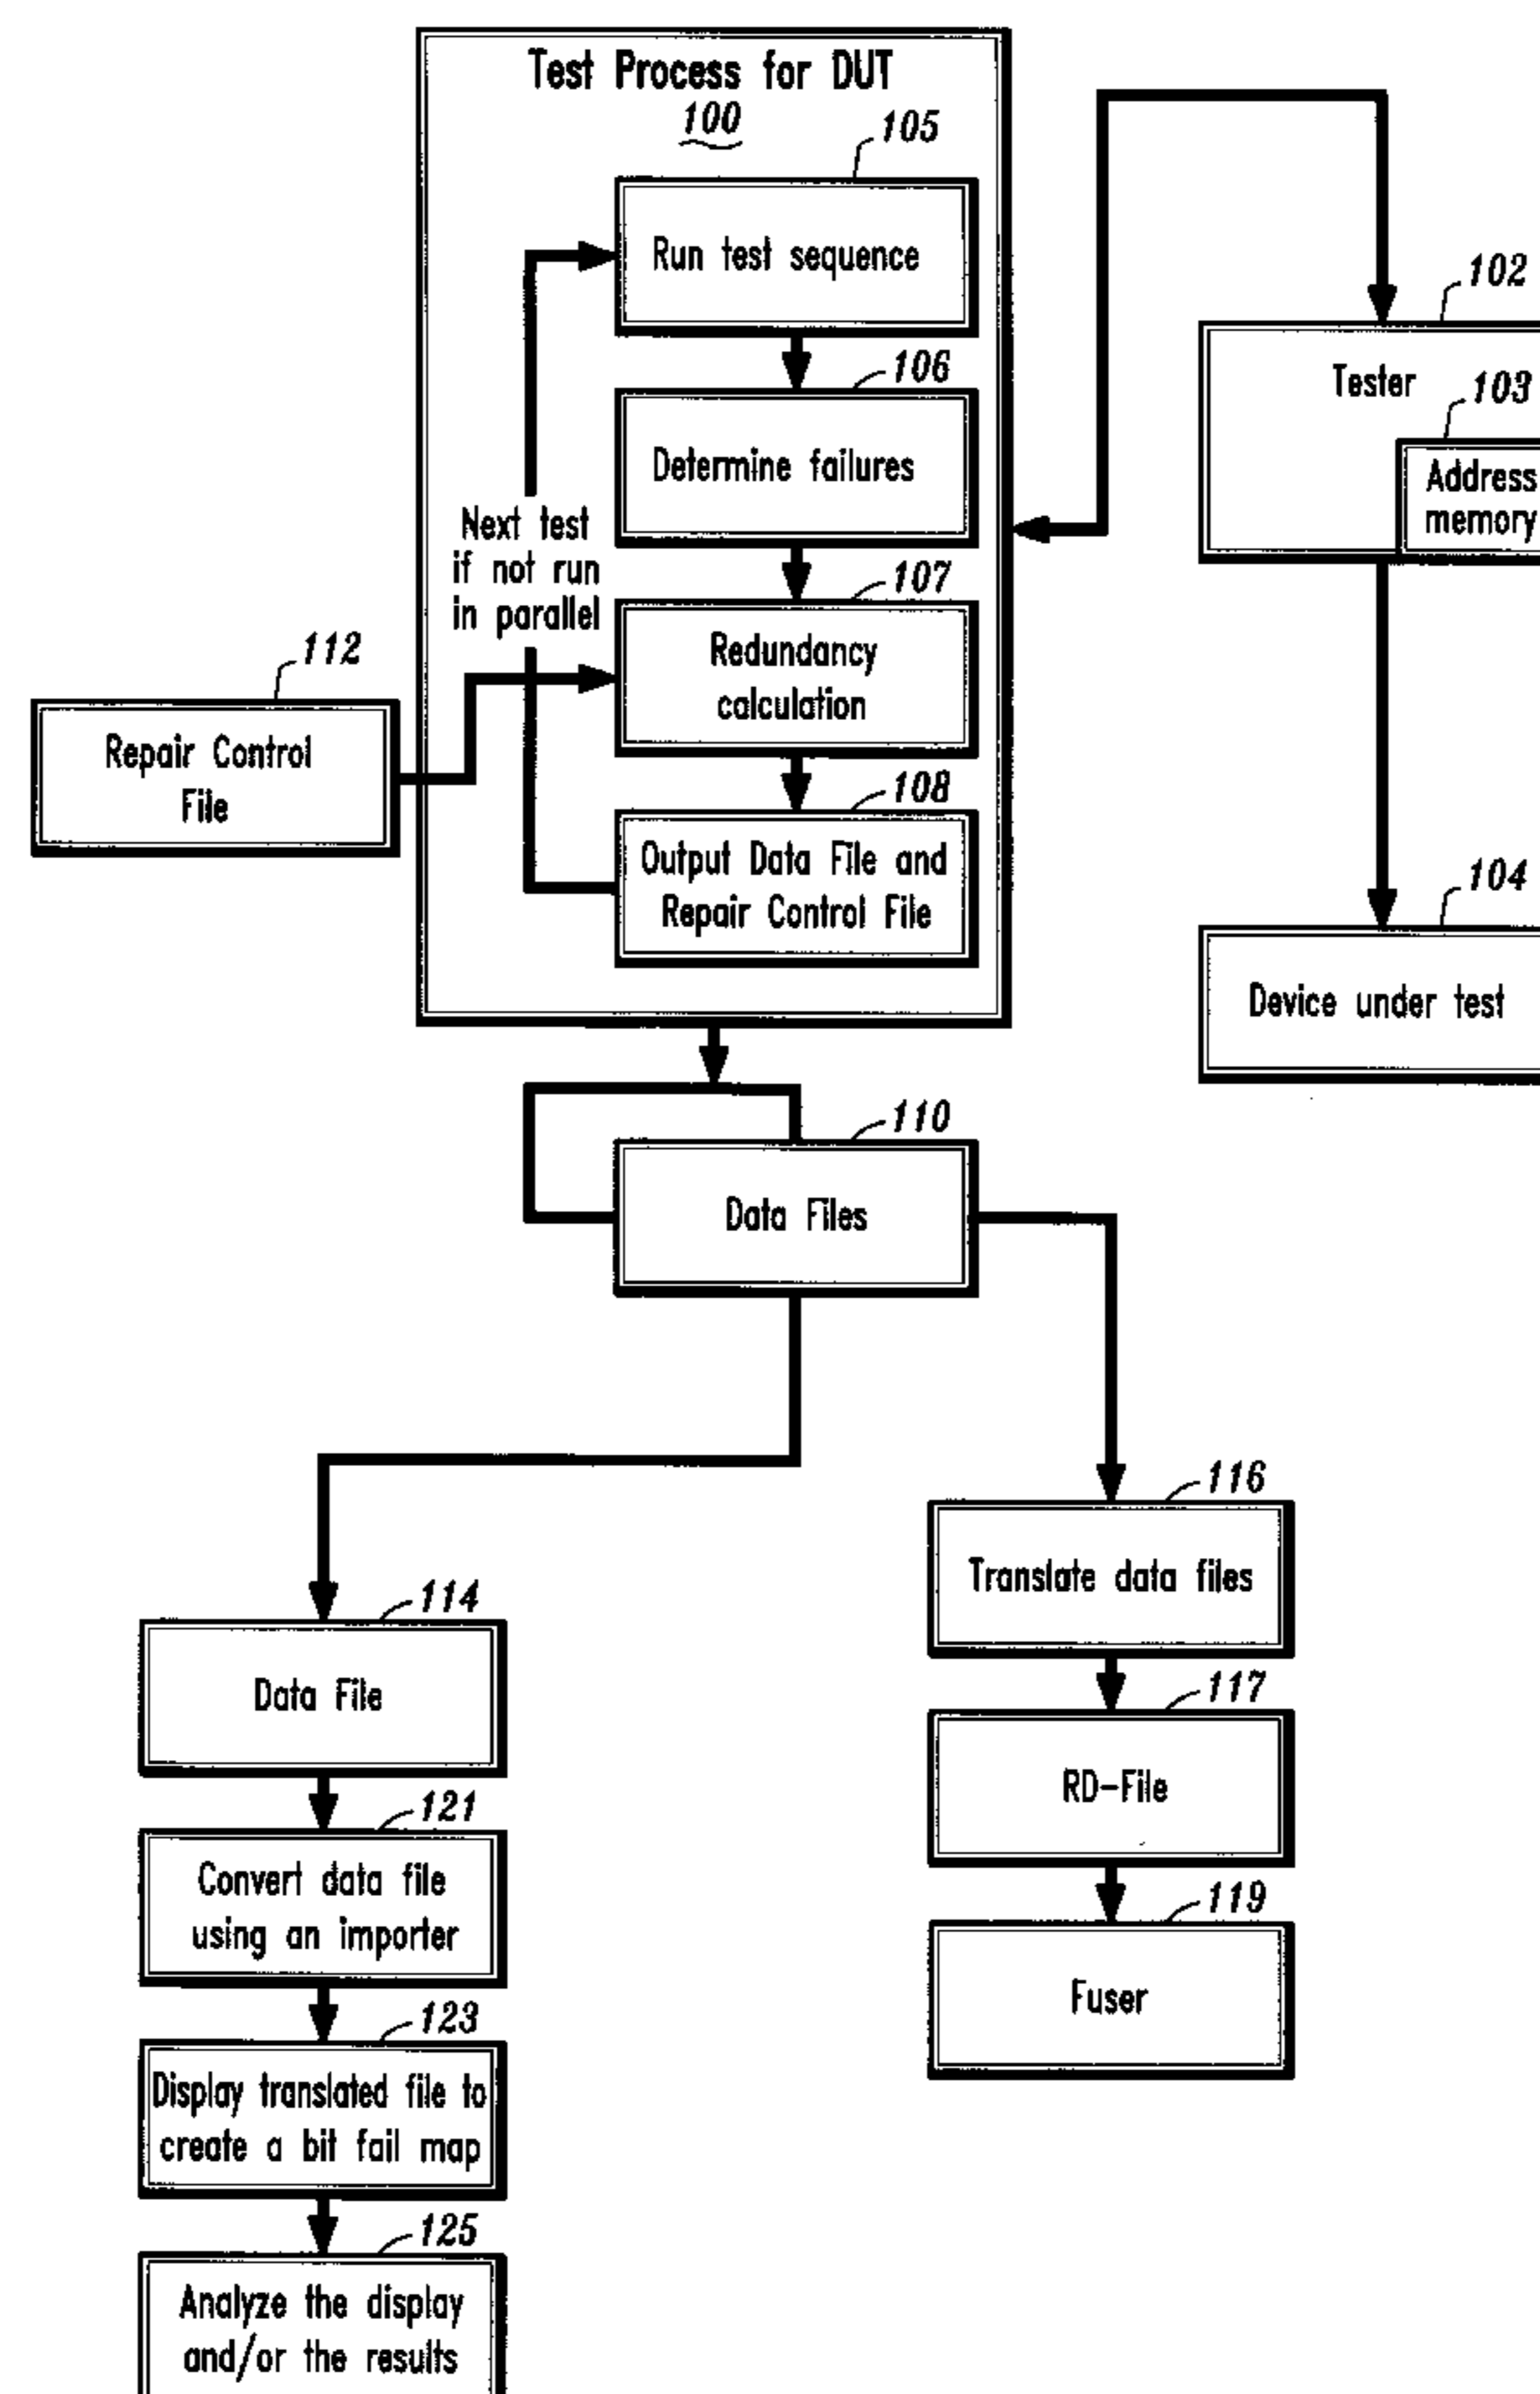 Test Process for DUT
100
105
Run test sequence
102
Tester
106
103
Determine failures
Address
memory
Next test
if not run
in parallel
107
Redundancy
calculation
112
Repair Control
File
108
Output Data File and
Repair Control File
104
Device under test
110
Data Files
116
Translate data files
114
Data File
117
RD-File
121
Convert data file
using an importer
119
Fuser
123
Display translated file to
create a bit fail map
125
Analyze the display
and/or the results